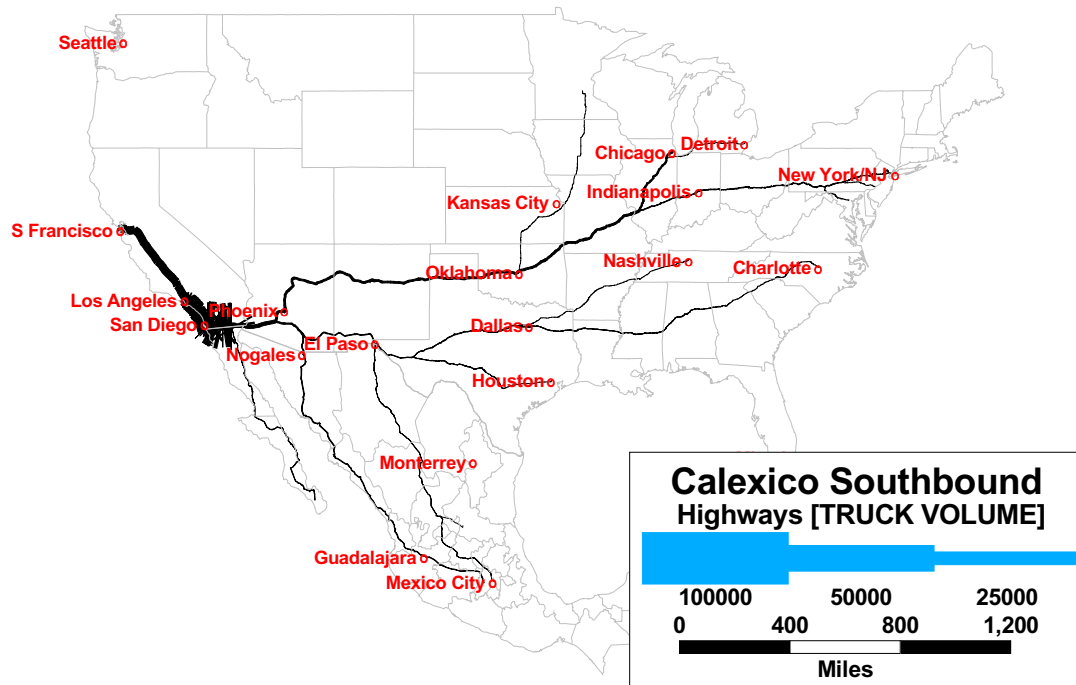 Seattle
Chicago
Detroit
New York/NJ
Indianapolis
Kansas City
S Francisco
Nashville
Charlotte
Oklahoma
Los Angeles
Phoenix
San Diego
Dallas
El Paso
Nogales
Houston
Monterrey
Guadalajara
Mexico City
Calexico Southbound
Highways [TRUCK VOLUME]
100000 50000 25000
0 400 800 1,200
Miles